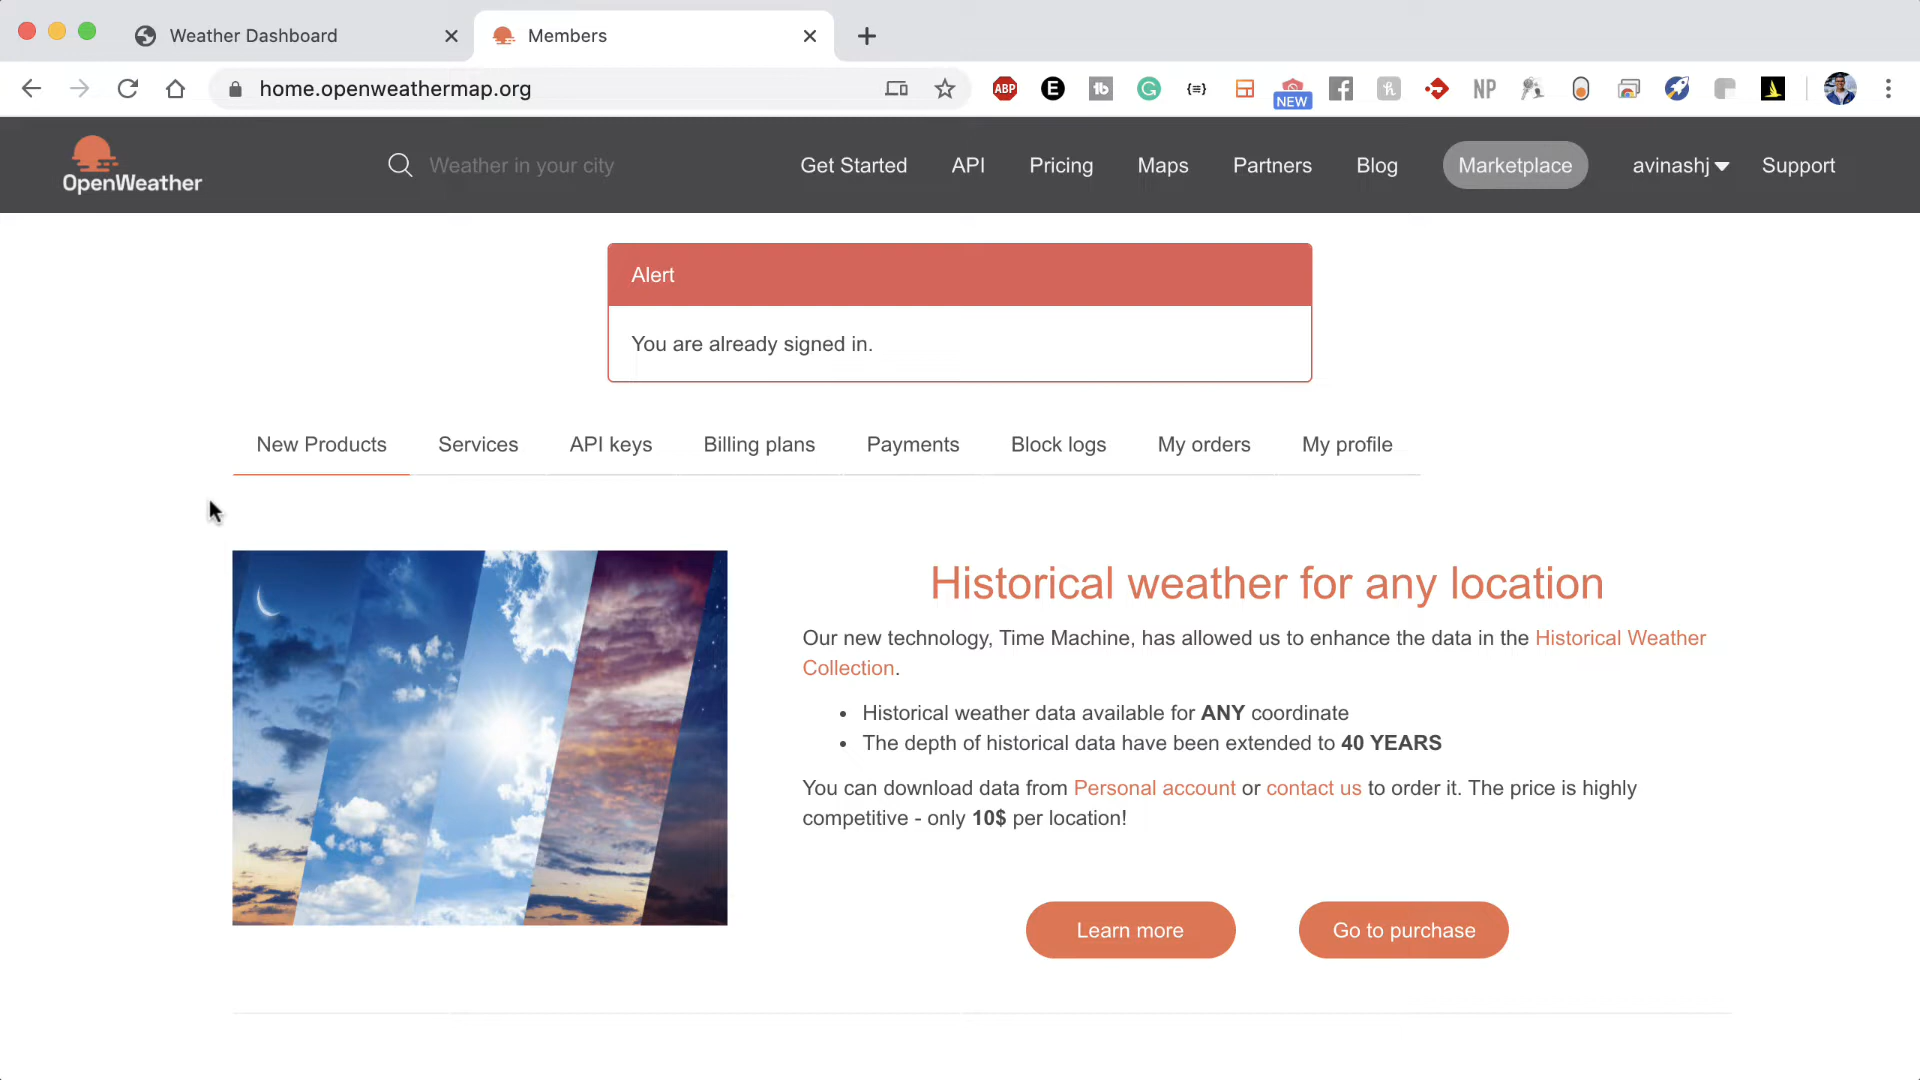 Weather Dashboard
Members
home.openweathermap.org
ABP
E
tb
G
{≡}
NEW
NP
OpenWeather
Weather in your city
Get Started
API
Pricing
Maps
Partners
Blog
Marketplace
avinashj
Support
Alert
You are already signed in.
New Products
Services
API keys
Billing plans
Payments
Block logs
My orders
My profile
Historical weather for any location
Our new technology, Time Machine, has allowed us to enhance the data in the Historical Weather
Collection.
• Historical weather data available for ANY coordinate
• The depth of historical data have been extended to 40 YEARS
You can download data from Personal account or contact us to order it. The price is highly
competitive - only 10$ per location!
Learn more
Go to purchase